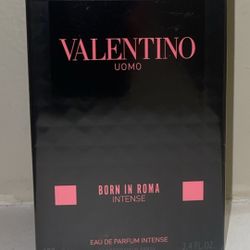 VALENTINO
UOMO
BORN IN ROMA
INTENSE
EAU DE PARFUM INTENSE